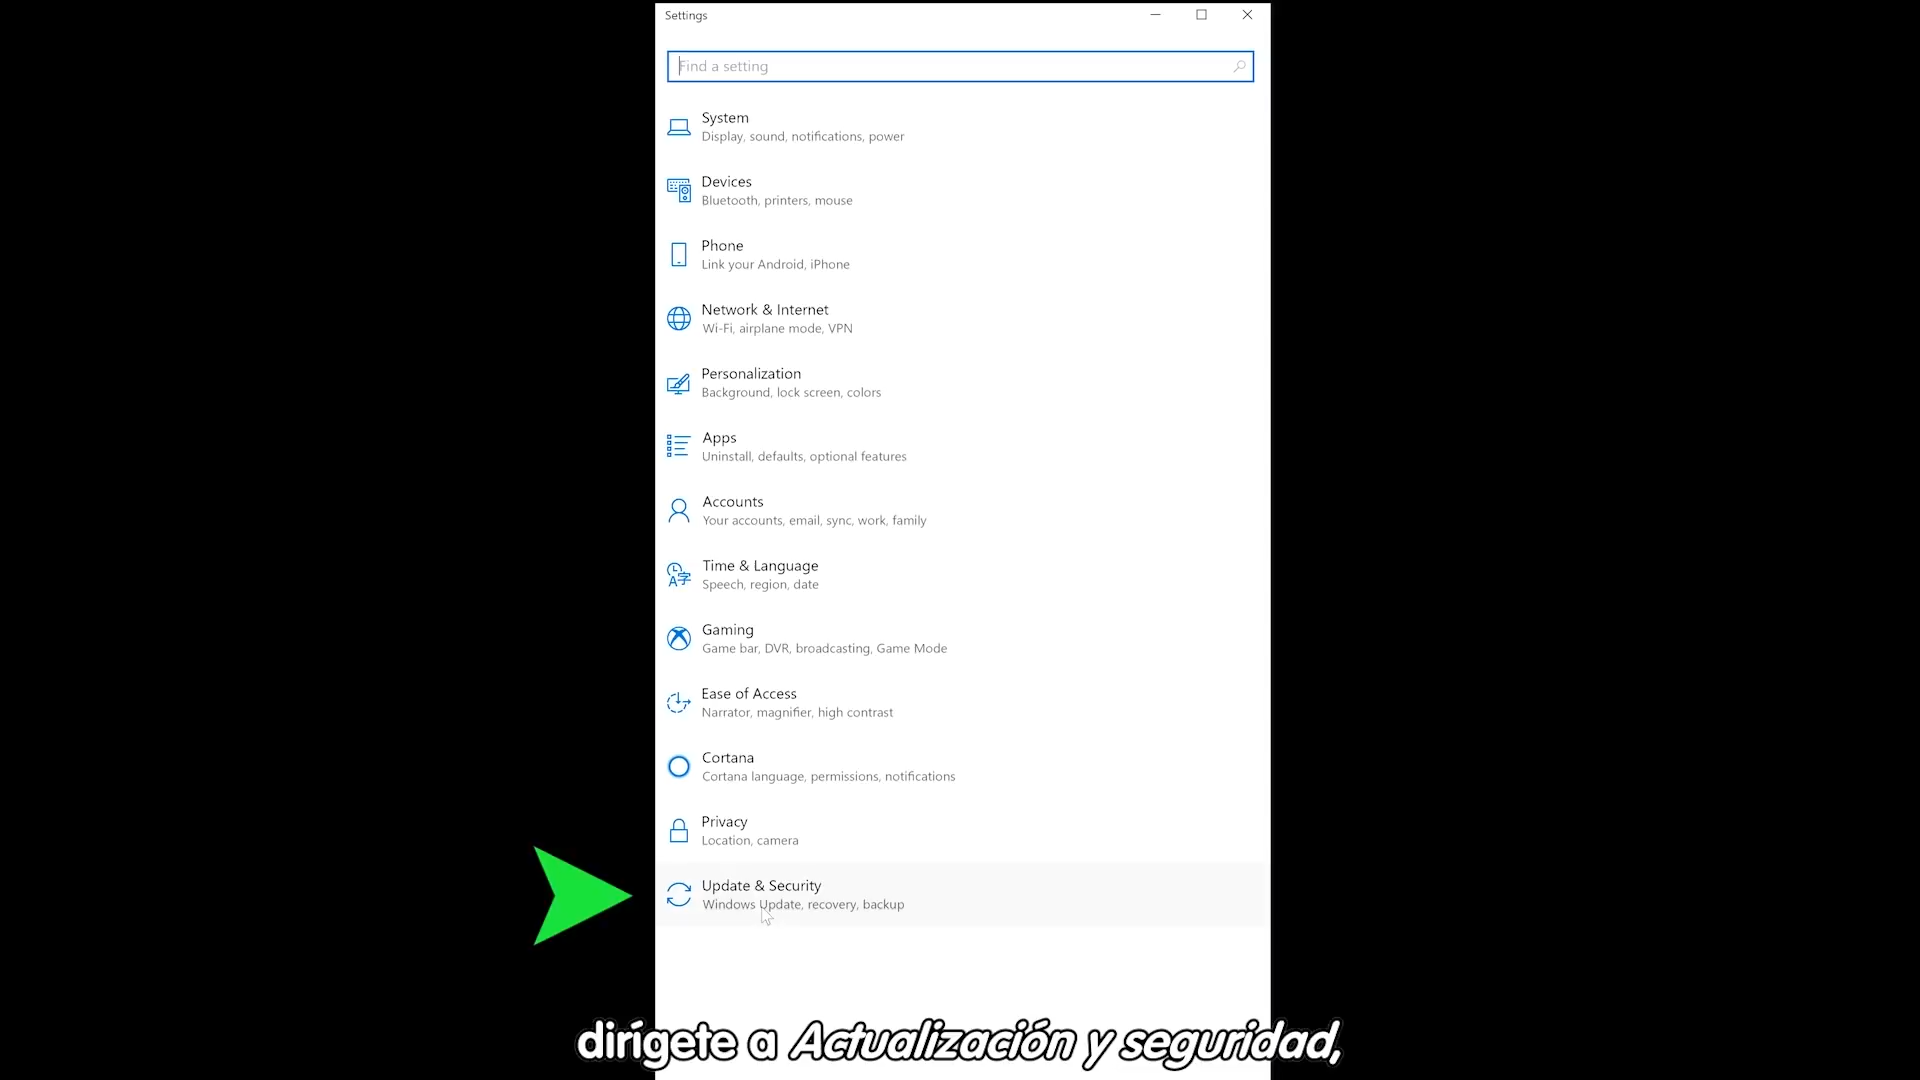 Settings
Find a setting
System
Display, sound, notifications, power
Devices
Bluetooth, printers, mouse
Phone
Link your Android, iPhone
Network & Internet
Wi-Fi, airplane mode, VPN
Personalization
Background, lock screen, colors
Apps
Uninstall, defaults, optional features
Accounts
Your accounts, email, sync, work, family
Time & Language
Speech, region, date
Gaming
Game bar, DVR, broadcasting, Game Mode
Ease of Access
Narrator, magnifier, high contrast
Cortana
Cortana language, permissions, notifications
Privacy
Location, camera
Update & Security
Windows Update, recovery, backup
dirígete a Actualización y seguridad,